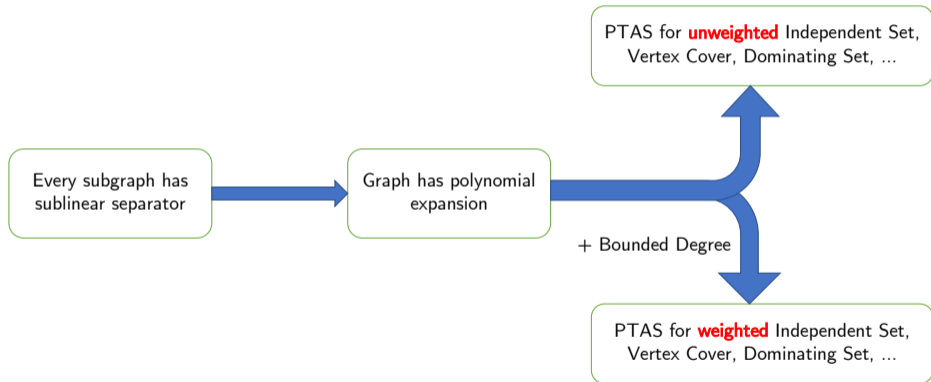 PTAS for unweighted Independent Set,
Vertex Cover, Dominating Set, ...
Every subgraph has
sublinear separator
Graph has polynomial
expansion
+ Bounded Degree
PTAS for weighted Independent Set,
Vertex Cover, Dominating Set, ...